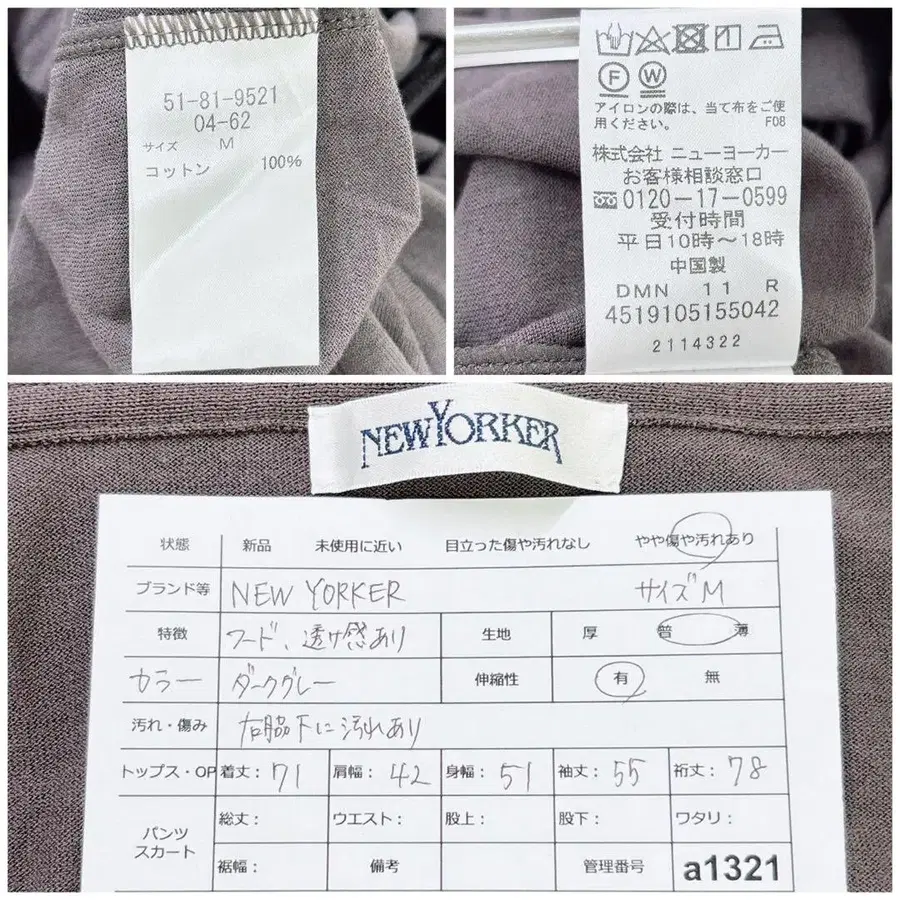 51-81-9521
04-62
サイズ M
コットン 100%
F W
アイロンの際は、当て布をご使
用ください。 F08
株式会社 ニューヨーカー
お客様相談窓口
0120-17-0599
受付時間
平日10時~18時
中国製
DMN 11 R
4519105155042
2114322
NEWYORKER
状態 新品 未使用に近い 目立った傷や汚れなし やや傷や汚れあり
ブランド等 NEW YORKER サイズM
特徴 フード、透け感あり 生地 厚 普 薄
カラー ダークグレー 伸縮性 有 無
汚れ・傷み 右脇下に汚れあり
トップス・OP 着丈: 71 肩幅: 42 身幅: 51 袖丈: 55 裄丈: 78
パンツ
スカート
総丈: ウエスト: 股上: 股下: ワタリ:
裾幅: 備考 管理番号 a1321